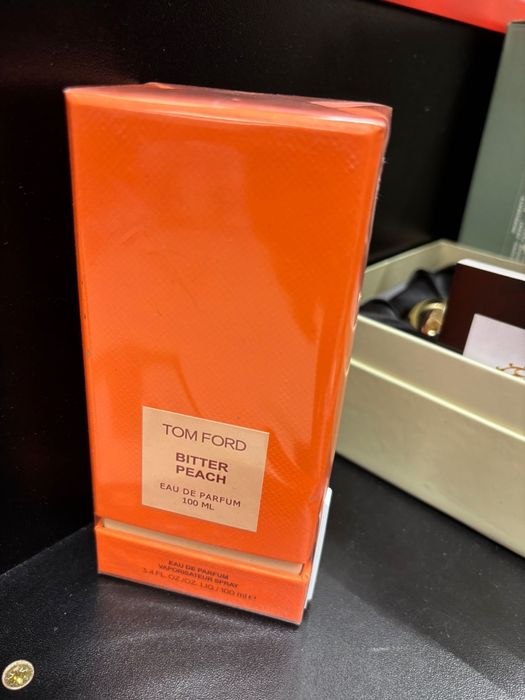 TOM FORD
BITTER
PEACH
EAU DE PARFUM
100 ML
EAU DE PARFUM
VAPORISATEUR SPRAY
3.4 FL.OZ./OZ. LIQ./100 ml ℮